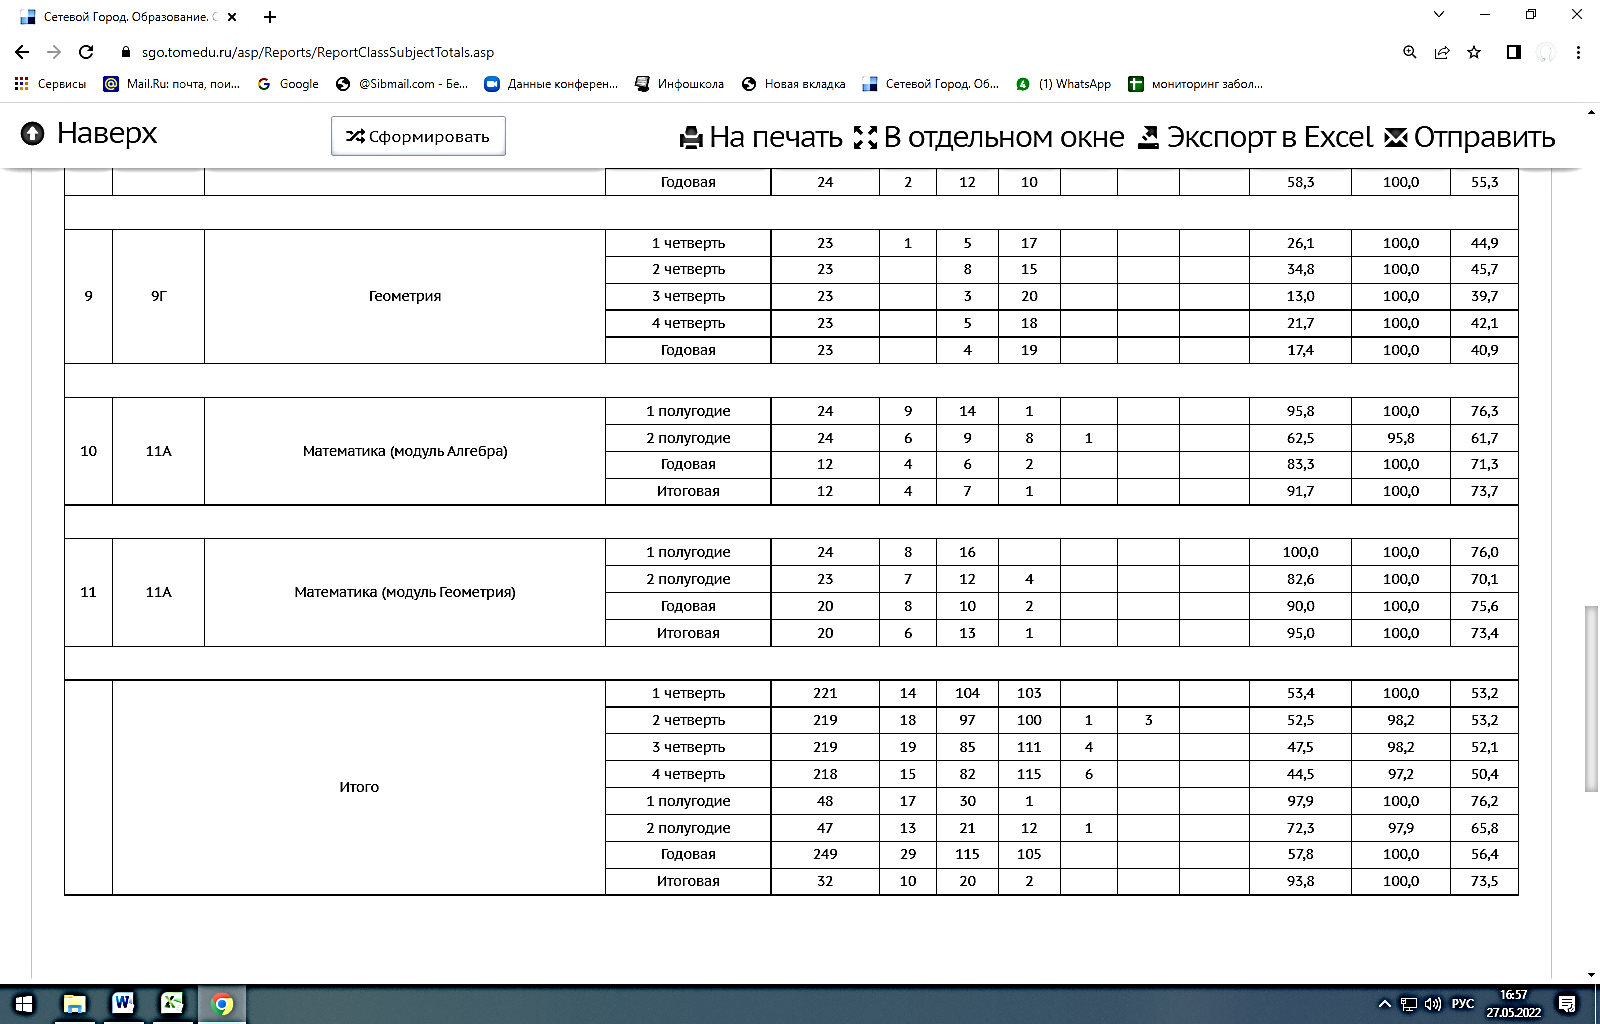 Сетевой Город. Образование. С
sgo.tomedu.ru/asp/Reports/ReportClassSubjectTotals.asp
Сервисы Mail.Ru: почта, пои... Google @Sibmail.com - Бе... Данные конферен... Инфошкола Новая вкладка Сетевой Город. Об... (1) WhatsApp мониторинг забол...
Наверх Сформировать На печать В отдельном окне Экспорт в Excel Отправить
Годовая 24 2 12 10 58,3 100,0 55,3
1 четверть 23 1 5 17 26,1 100,0 44,9
2 четверть 23 8 15 34,8 100,0 45,7
9 9Г Геометрия 3 четверть 23 3 20 13,0 100,0 39,7
4 четверть 23 5 18 21,7 100,0 42,1
Годовая 23 4 19 17,4 100,0 40,9
1 полугодие 24 9 14 1 95,8 100,0 76,3
2 полугодие 24 6 9 8 1 62,5 95,8 61,7
10 11А Математика (модуль Алгебра)
Годовая 12 4 6 2 83,3 100,0 71,3
Итоговая 12 4 7 1 91,7 100,0 73,7
1 полугодие 24 8 16 100,0 100,0 76,0
2 полугодие 23 7 12 4 82,6 100,0 70,1
11 11А Математика (модуль Геометрия)
Годовая 20 8 10 2 90,0 100,0 75,6
Итоговая 20 6 13 1 95,0 100,0 73,4
1 четверть 221 14 104 103 53,4 100,0 53,2
2 четверть 219 18 97 100 1 3 52,5 98,2 53,2
3 четверть 219 19 85 111 4 47,5 98,2 52,1
4 четверть 218 15 82 115 6 44,5 97,2 50,4
Итого
1 полугодие 48 17 30 1 97,9 100,0 76,2
2 полугодие 47 13 21 12 1 72,3 97,9 65,8
Годовая 249 29 115 105 57,8 100,0 56,4
Итоговая 32 10 20 2 93,8 100,0 73,5
РУС 16:57
27.05.2022